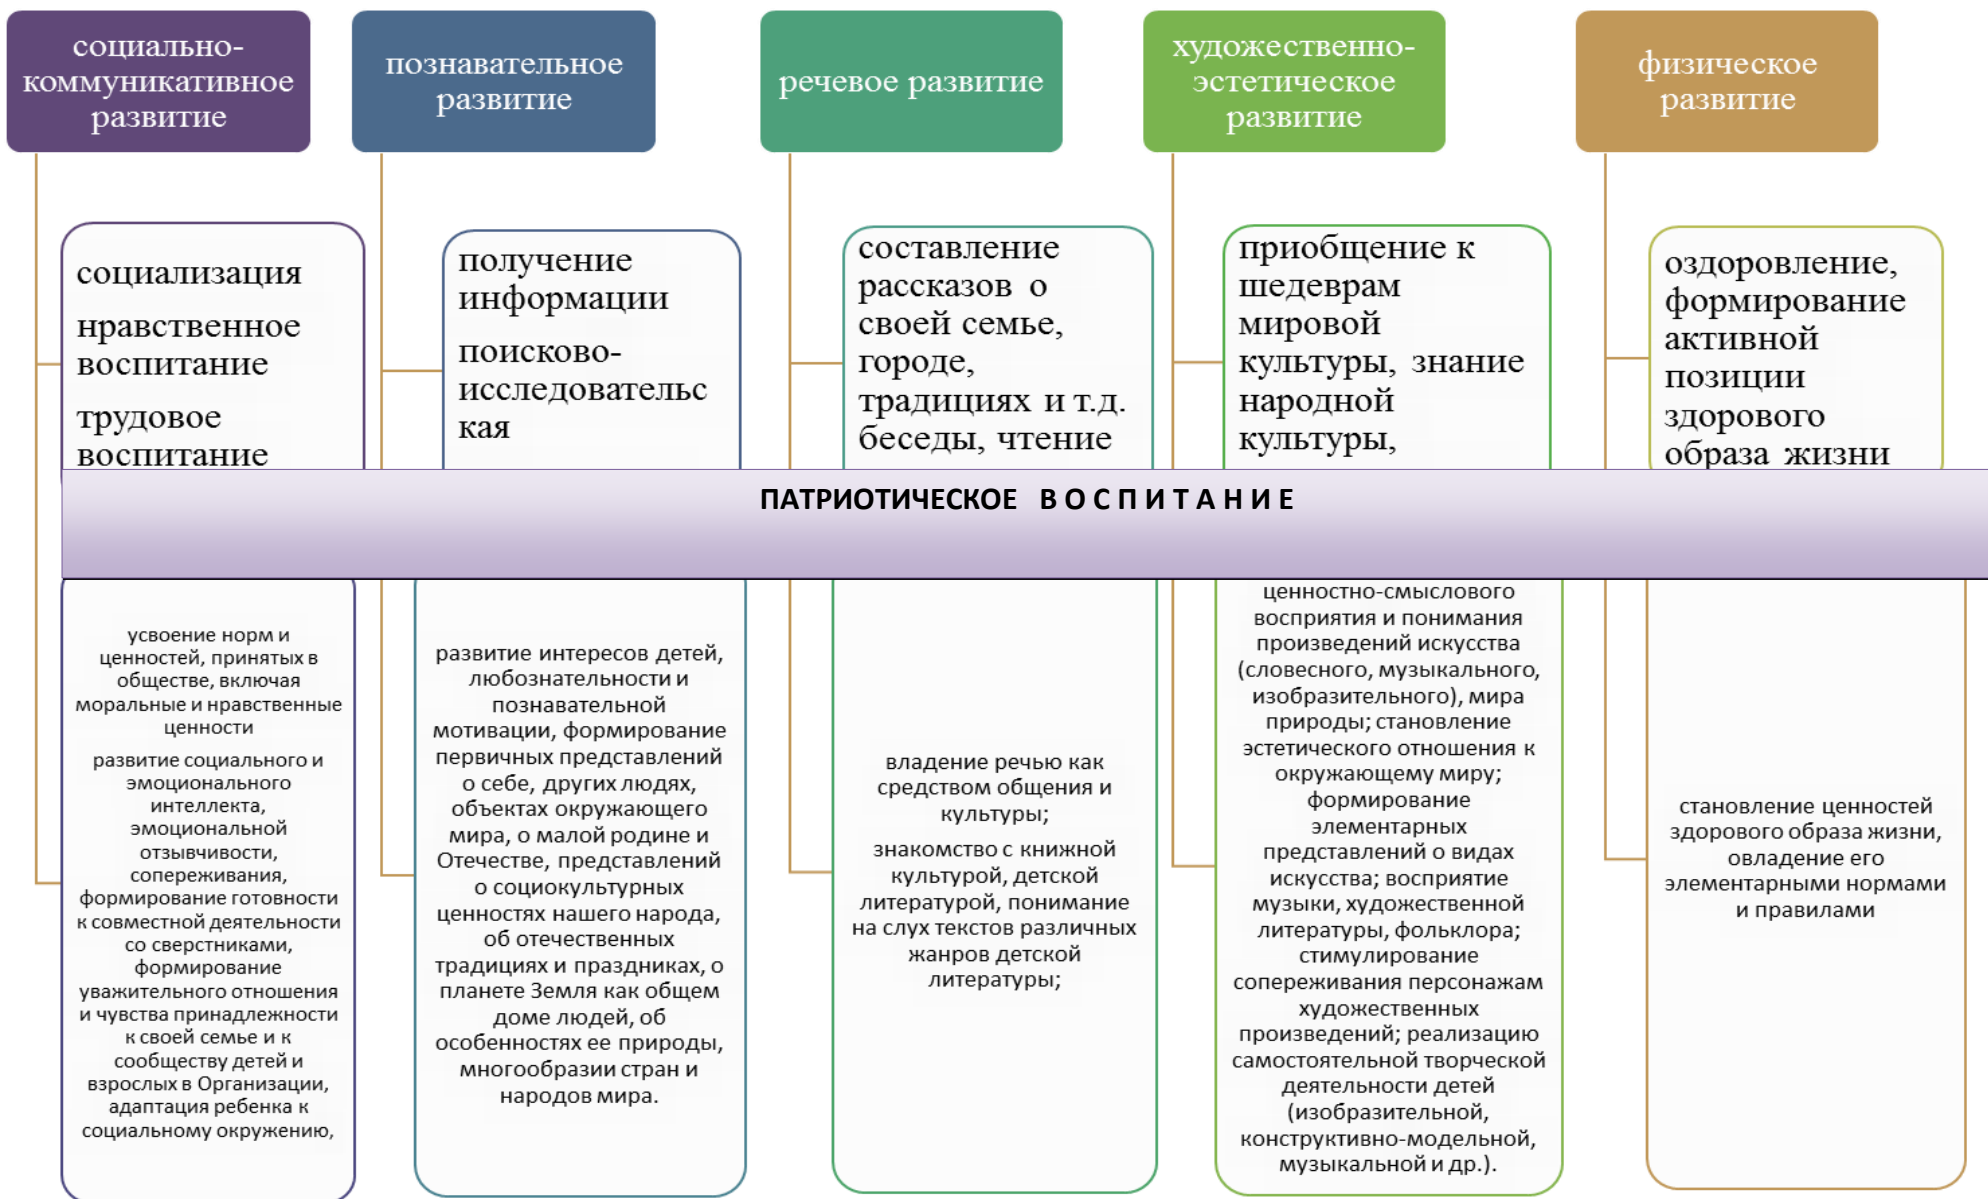 социально-
коммуникативное
развитие
познавательное
развитие
речевое развитие
художественно-
эстетическое
развитие
физическое
развитие
социализация
нравственное
воспитание
трудовое
воспитание
получение
информации
поисково-
исследовательс
кая
составление
рассказов о
своей семье,
городе,
традициях и т.д.
беседы, чтение
приобщение к
шедеврам
мировой
культуры, знание
народной
культуры,
оздоровление,
формирование
активной
позиции
здорового
образа жизни
ПАТРИОТИЧЕСКОЕ В О С П И Т А Н И Е
усвоение норм и
ценностей, принятых в
обществе, включая
моральные и нравственные
ценности
развитие социального и
эмоционального
интеллекта,
эмоциональной
отзывчивости,
сопереживания,
формирование готовности
к совместной деятельности
со сверстниками,
формирование
уважительного отношения
и чувства принадлежности
к своей семье и к
сообществу детей и
взрослых в Организации,
адаптация ребенка к
социальному окружению,
развитие интересов детей,
любознательности и
познавательной
мотивации, формирование
первичных представлений
о себе, других людях,
объектах окружающего
мира, о малой родине и
Отечестве, представлений
о социокультурных
ценностях нашего народа,
об отечественных
традициях и праздниках, о
планете Земля как общем
доме людей, об
особенностях ее природы,
многообразии стран и
народов мира.
владение речью как
средством общения и
культуры;
знакомство с книжной
культурой, детской
литературой, понимание
на слух текстов различных
жанров детской
литературы;
ценностно-смыслового
восприятия и понимания
произведений искусства
(словесного, музыкального,
изобразительного), мира
природы; становление
эстетического отношения к
окружающему миру;
формирование
элементарных
представлений о видах
искусства; восприятие
музыки, художественной
литературы, фольклора;
стимулирование
сопереживания персонажам
художественных
произведений; реализацию
самостоятельной творческой
деятельности детей
(изобразительной,
конструктивно-модельной,
музыкальной и др.).
становление ценностей
здорового образа жизни,
овладение его
элементарными нормами
и правилами